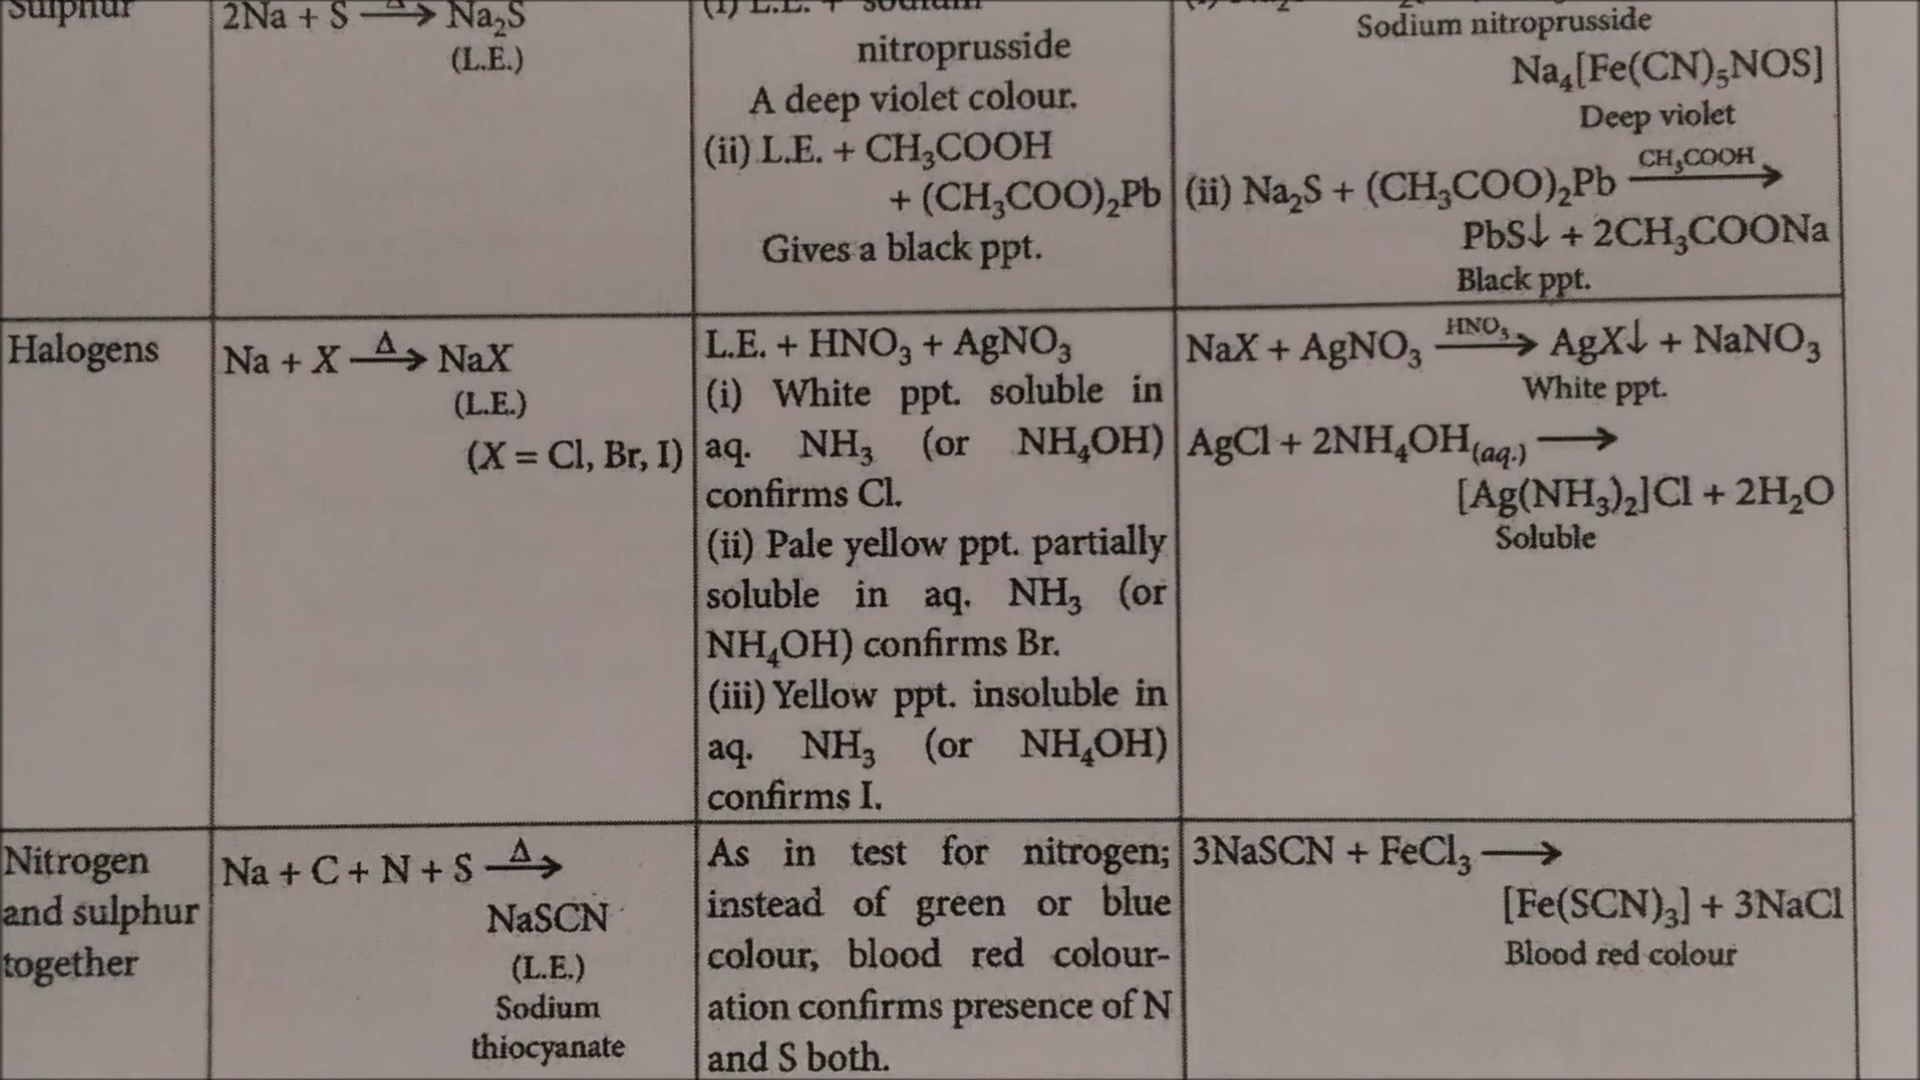 Sulphur
2Na + S —Δ→ Na₂S
(L.E.)
nitroprusside
A deep violet colour.
(ii) L.E. + CH₃COOH
+ (CH₃COO)₂Pb
Gives a black ppt.
Sodium nitroprusside
Na₄[Fe(CN)₅NOS]
Deep violet
(ii) Na₂S + (CH₃COO)₂Pb —CH₃COOH→
PbS↓ + 2CH₃COONa
Black ppt.
Halogens
Na + X —Δ→ NaX
(L.E.)
(X = Cl, Br, I)
L.E. + HNO₃ + AgNO₃
(i) White ppt. soluble in
aq. NH₃ (or NH₄OH)
confirms Cl.
(ii) Pale yellow ppt. partially
soluble in aq. NH₃ (or
NH₄OH) confirms Br.
(iii) Yellow ppt. insoluble in
aq. NH₃ (or NH₄OH)
confirms I.
NaX + AgNO₃ —HNO₃→ AgX↓ + NaNO₃
White ppt.
AgCl + 2NH₄OH(aq.) →
[Ag(NH₃)₂]Cl + 2H₂O
Soluble
Nitrogen
and sulphur
together
Na + C + N + S —Δ→
NaSCN
(L.E.)
Sodium
thiocyanate
As in test for nitrogen;
instead of green or blue
colour, blood red colour-
ation confirms presence of N
and S both.
3NaSCN + FeCl₃ →
[Fe(SCN)₃] + 3NaCl
Blood red colour